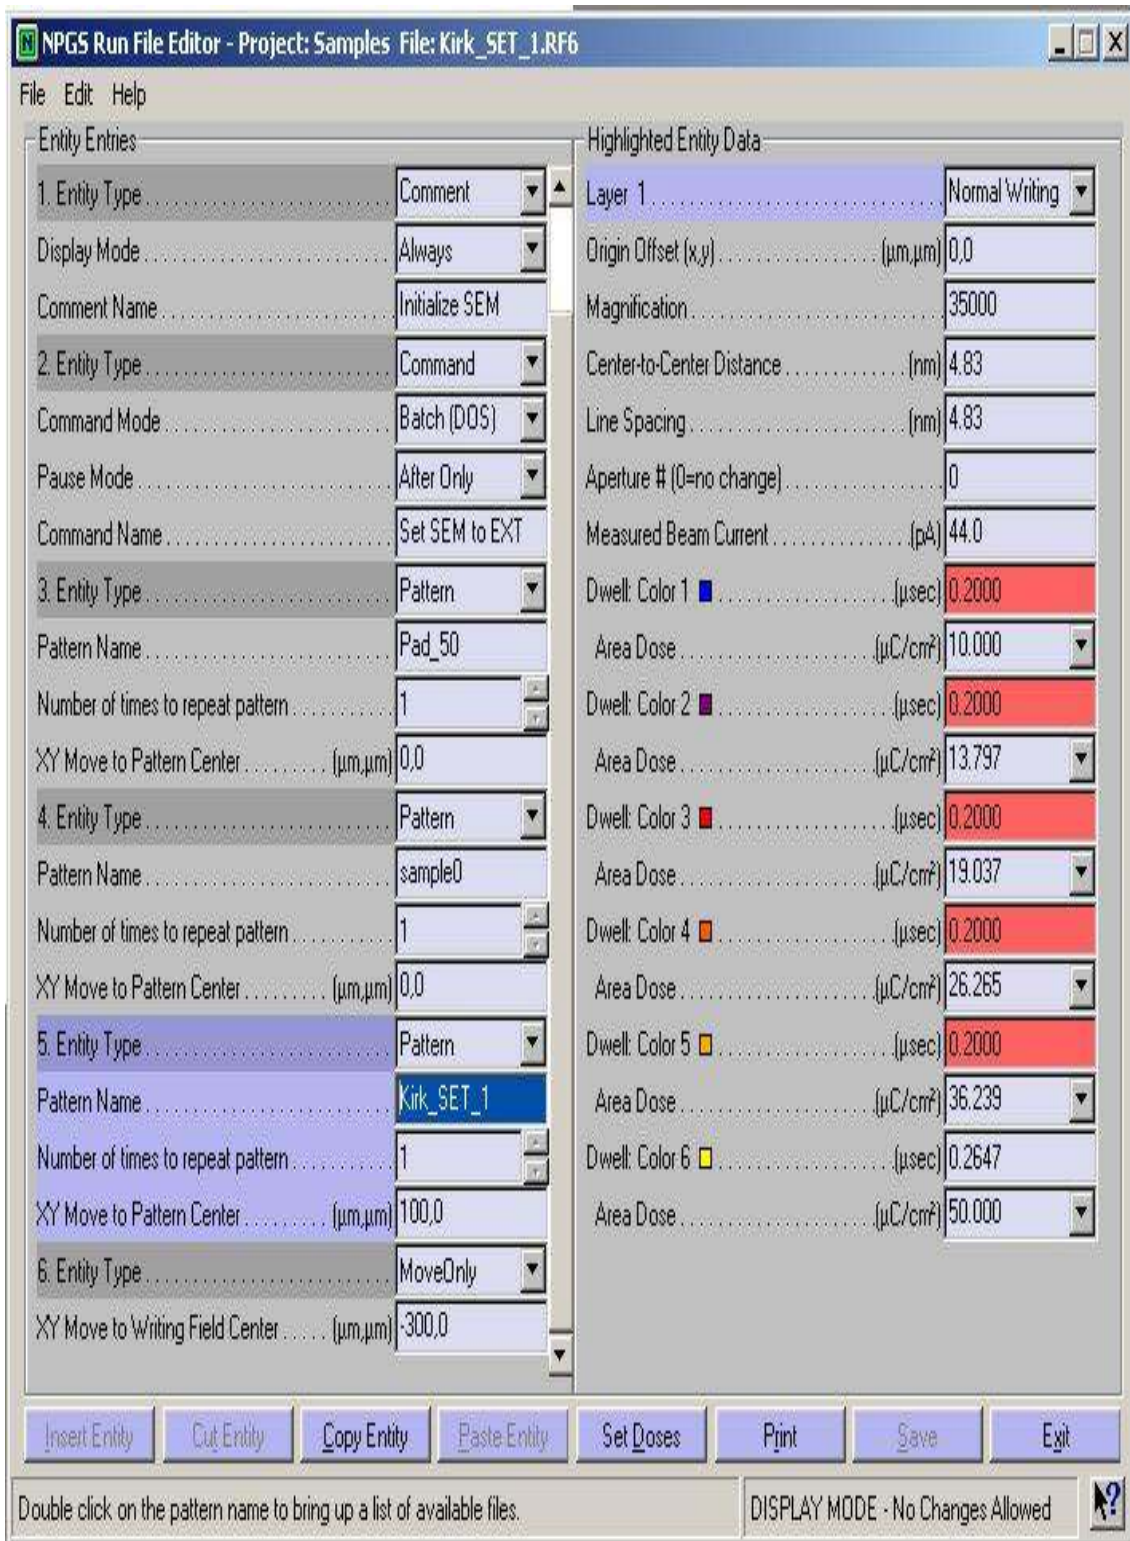 NPGS Run File Editor - Project: Samples File: Kirk_SET_1.RF6
File Edit Help
Entity Entries
1. Entity Type Comment
Display Mode Always
Comment Name Initialize SEM
2. Entity Type Command
Command Mode Batch (DOS)
Pause Mode After Only
Command Name Set SEM to EXT
3. Entity Type Pattern
Pattern Name Pad_50
Number of times to repeat pattern 1
XY Move to Pattern Center (µm,µm) 0,0
4. Entity Type Pattern
Pattern Name sample0
Number of times to repeat pattern 1
XY Move to Pattern Center (µm,µm) 0,0
5. Entity Type Pattern
Pattern Name Kirk_SET_1
Number of times to repeat pattern 1
XY Move to Pattern Center (µm,µm) 100,0
6. Entity Type MoveOnly
XY Move to Writing Field Center (µm,µm) -300,0
Highlighted Entity Data
Layer 1 Normal Writing
Origin Offset (x,y) (µm,µm) 0,0
Magnification 35000
Center-to-Center Distance (nm) 4.83
Line Spacing (nm) 4.83
Aperture # (0=no change) 0
Measured Beam Current (pA) 44.0
Dwell: Color 1 (µsec) 0.2000
Area Dose (µC/cm²) 10.000
Dwell: Color 2 (µsec) 0.2000
Area Dose (µC/cm²) 13.797
Dwell: Color 3 (µsec) 0.2000
Area Dose (µC/cm²) 19.037
Dwell: Color 4 (µsec) 0.2000
Area Dose (µC/cm²) 26.265
Dwell: Color 5 (µsec) 0.2000
Area Dose (µC/cm²) 36.239
Dwell: Color 6 (µsec) 0.2647
Area Dose (µC/cm²) 50.000
Insert Entity Cut Entity Copy Entity Paste Entity Set Doses Print Save Exit
Double click on the pattern name to bring up a list of available files. DISPLAY MODE - No Changes Allowed